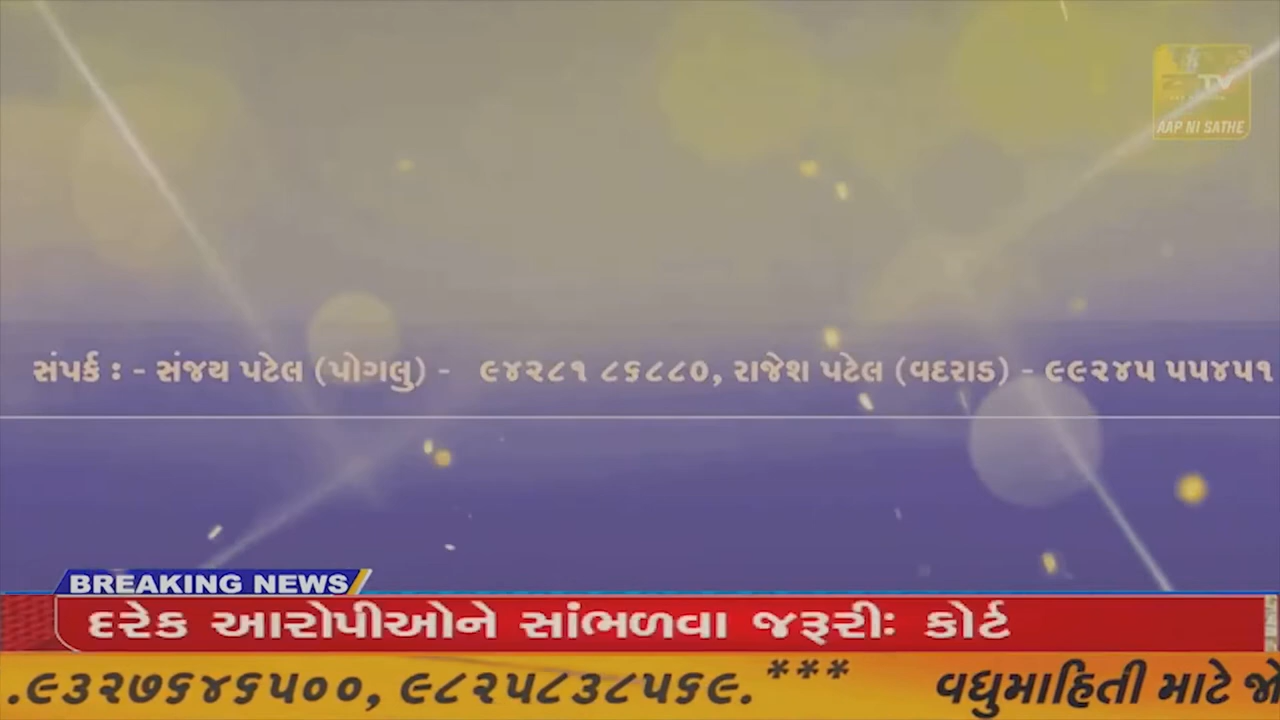 TV
AAP NI SATHE
સંપર્ક : - સંજય પટેલ (પોગલુ) - ૯૪૨૮૧ ૮૬૮૮૦, રાજેશ પટેલ (વદરાડ) - ૯૯૨૪૫ ૫૫૪૫૧
BREAKING NEWS
દરેક આરોપીઓને સાંભળવા જરૂરીઃ કોર્ટ
.૯૩૨૭૬૪૬૫૦૦, ૯૮૨૫૮૩૮૫૬૯. *** વધુમાહિતી માટે જો